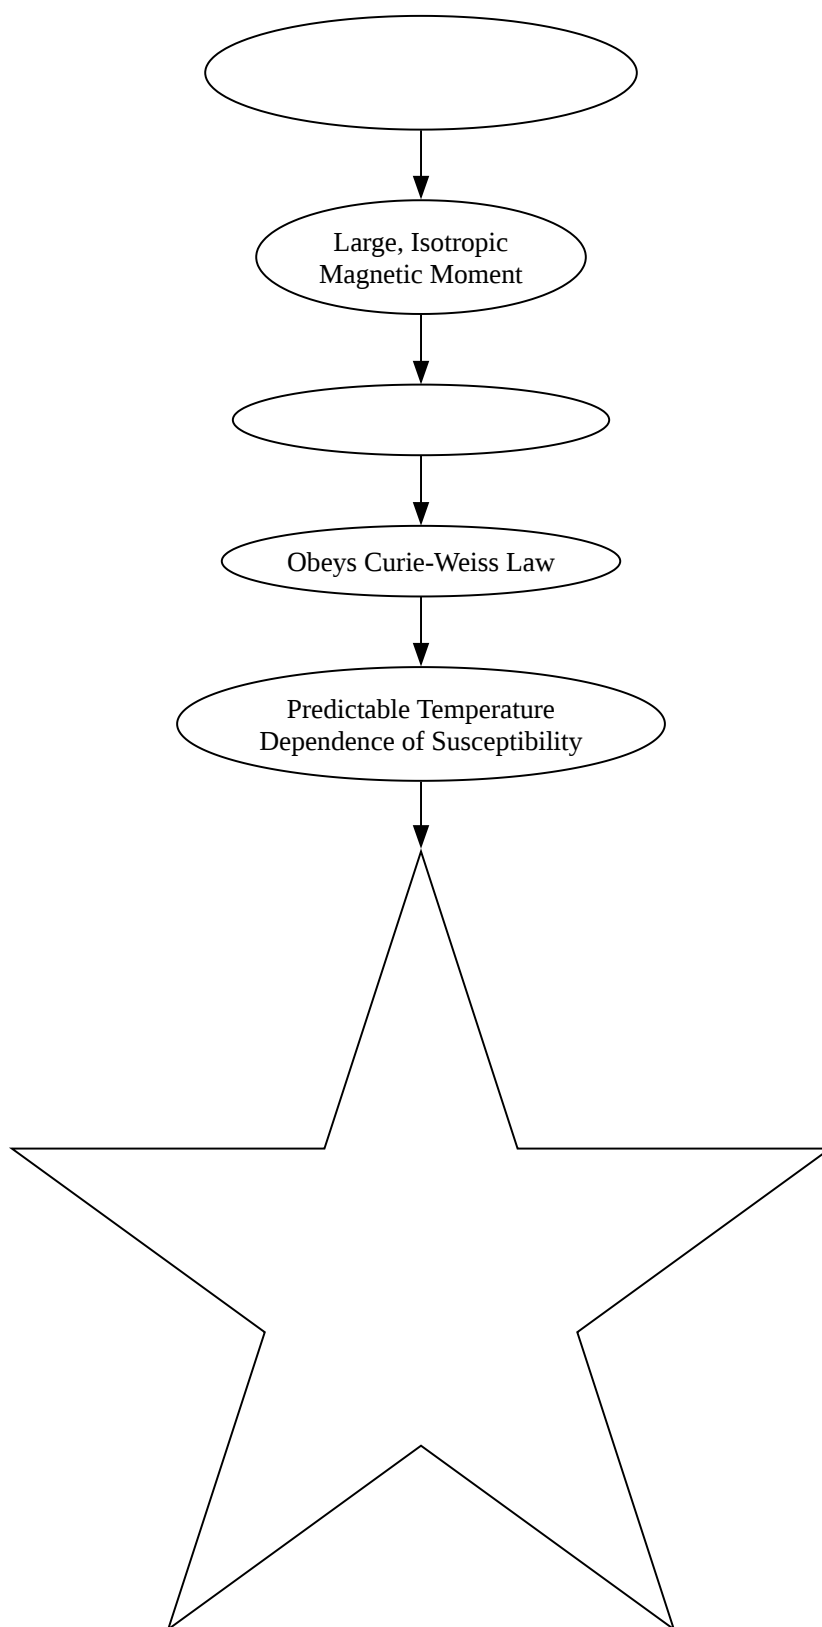 Large, Isotropic
Magnetic Moment
Obeys Curie-Weiss Law
Predictable Temperature
Dependence of Susceptibility